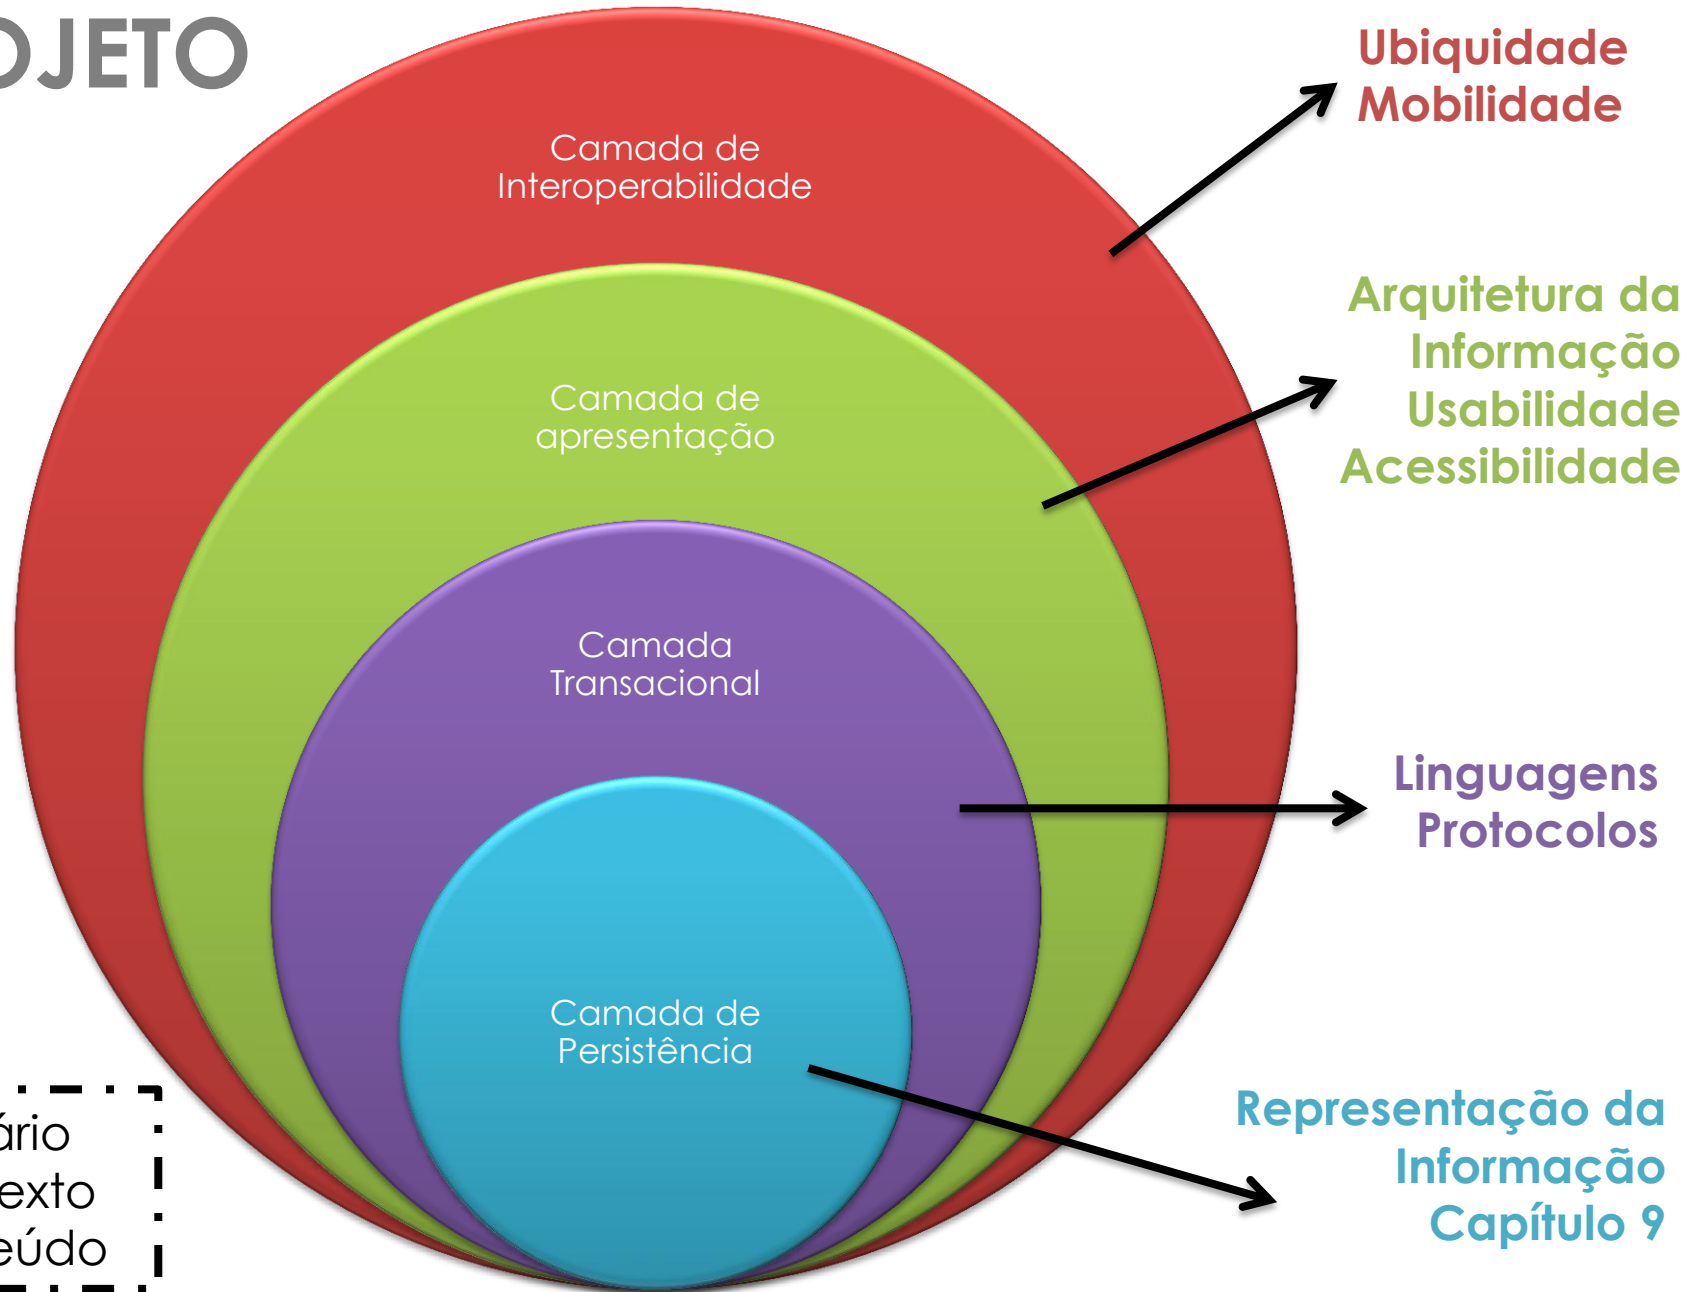 OJETO
Ubiquidade
Mobilidade
Camada de
Interoperabilidade
Arquitetura da
Informação
Usabilidade
Acessibilidade
Camada de
apresentação
Camada
Transacional
Linguagens
Protocolos
Camada de
Persistência
Representação da
Informação
Capítulo 9
ário
exto
eúdo